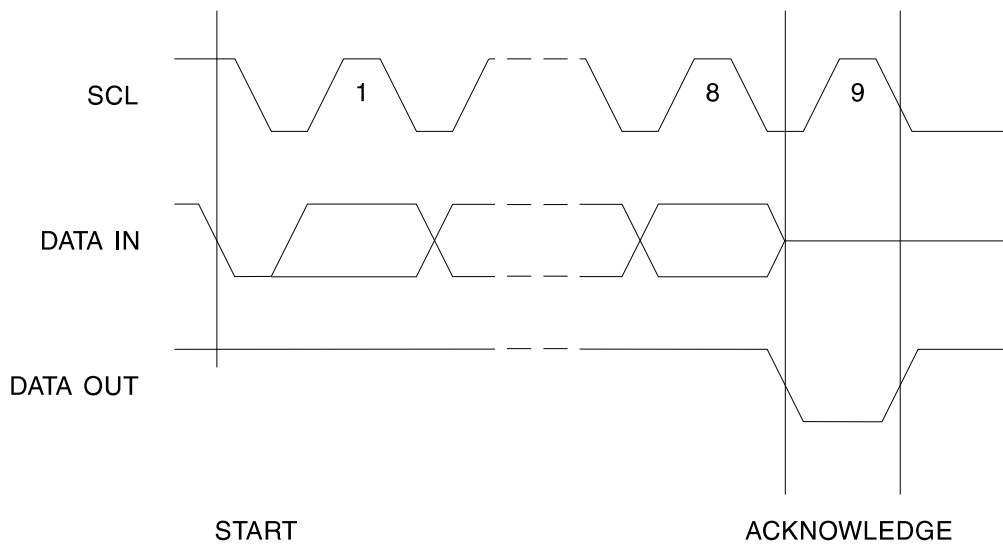 SCL
1
8
9
DATA IN
DATA OUT
START
ACKNOWLEDGE